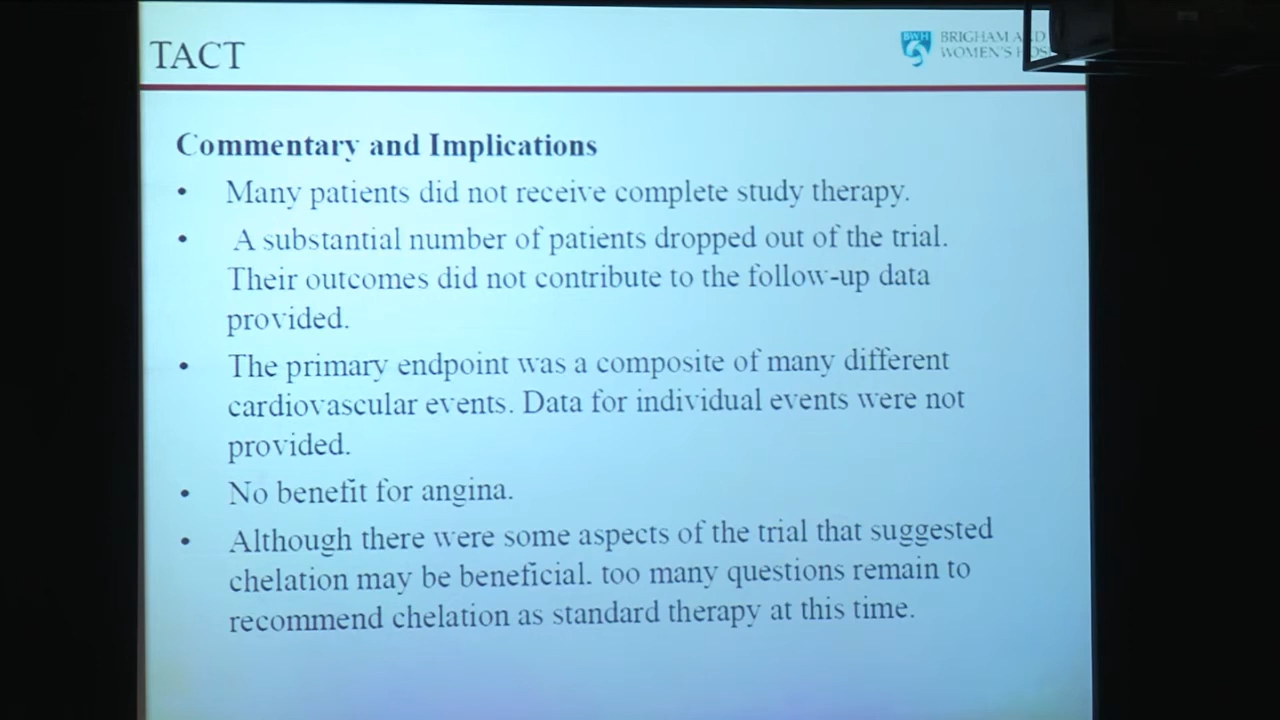 TACT
BRIGHAM AND
WOMEN'S
Commentary and Implications
• Many patients did not receive complete study therapy.
• A substantial number of patients dropped out of the trial.
Their outcomes did not contribute to the follow-up data
provided.
• The primary endpoint was a composite of many different
cardiovascular events. Data for individual events were not
provided.
• No benefit for angina.
• Although there were some aspects of the trial that suggested
chelation may be beneficial. too many questions remain to
recommend chelation as standard therapy at this time.
BWH